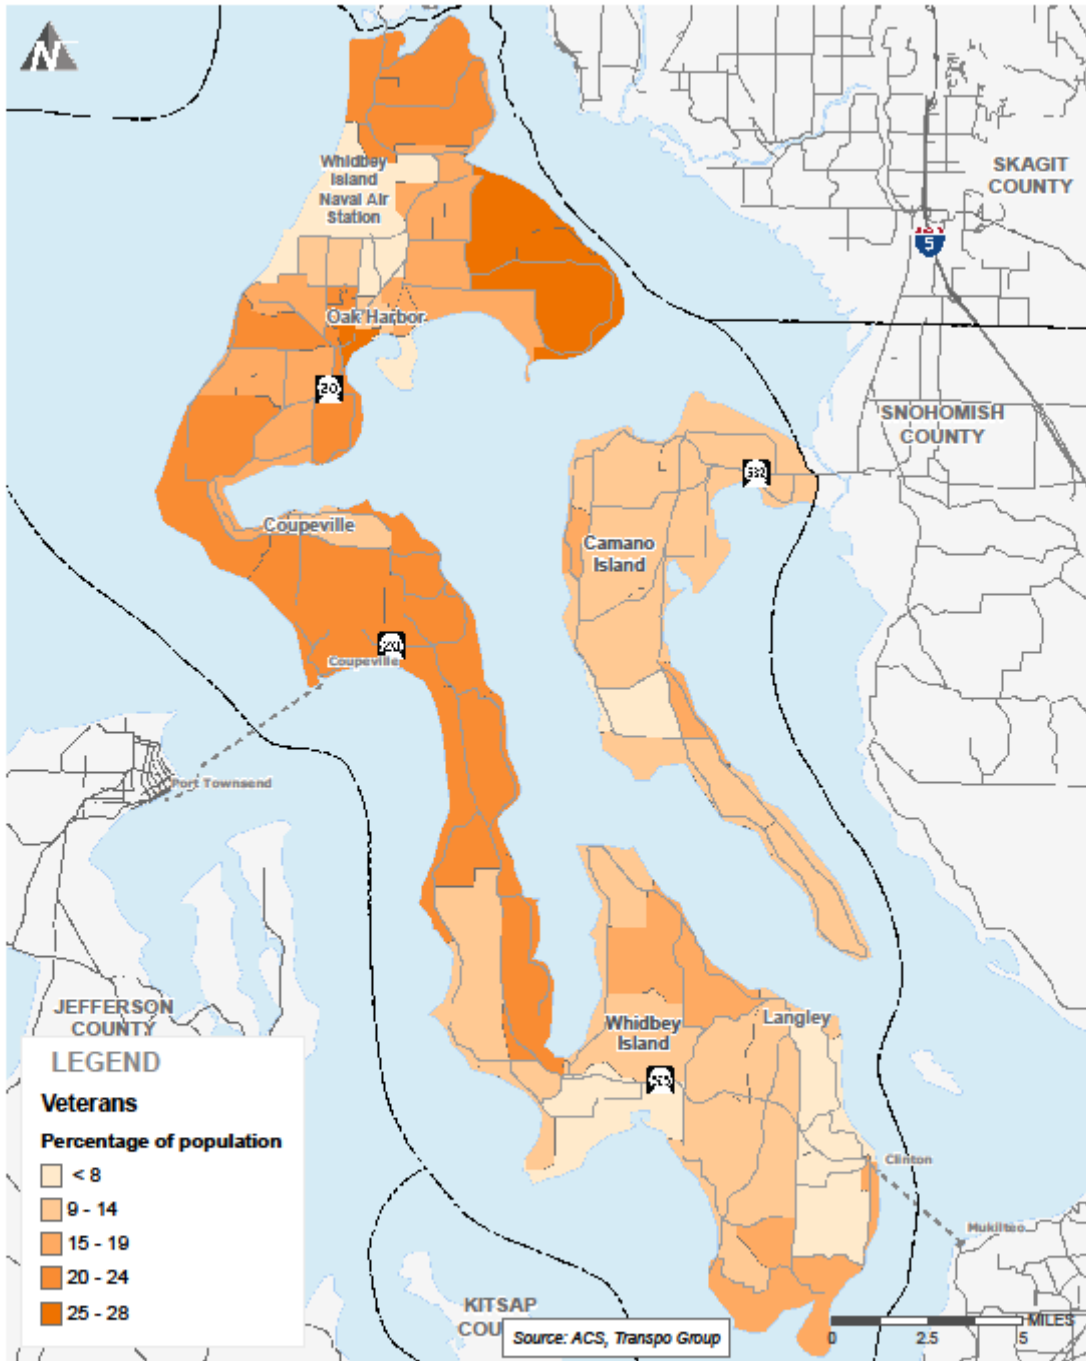 N
Whidbey
Island
Naval Air
Station
SKAGIT
COUNTY
5
Oak Harbor
20
SNOHOMISH
COUNTY
532
Coupeville
Camano
Island
20
Coupeville
Port Townsend
JEFFERSON
COUNTY
Whidbey
Island
Langley
525
Clinton
Mukilteo
KITSAP
COU
LEGEND
Veterans
Percentage of population
< 8
9 - 14
15 - 19
20 - 24
25 - 28
Source: ACS, Transpo Group
MILES
0 2.5 5